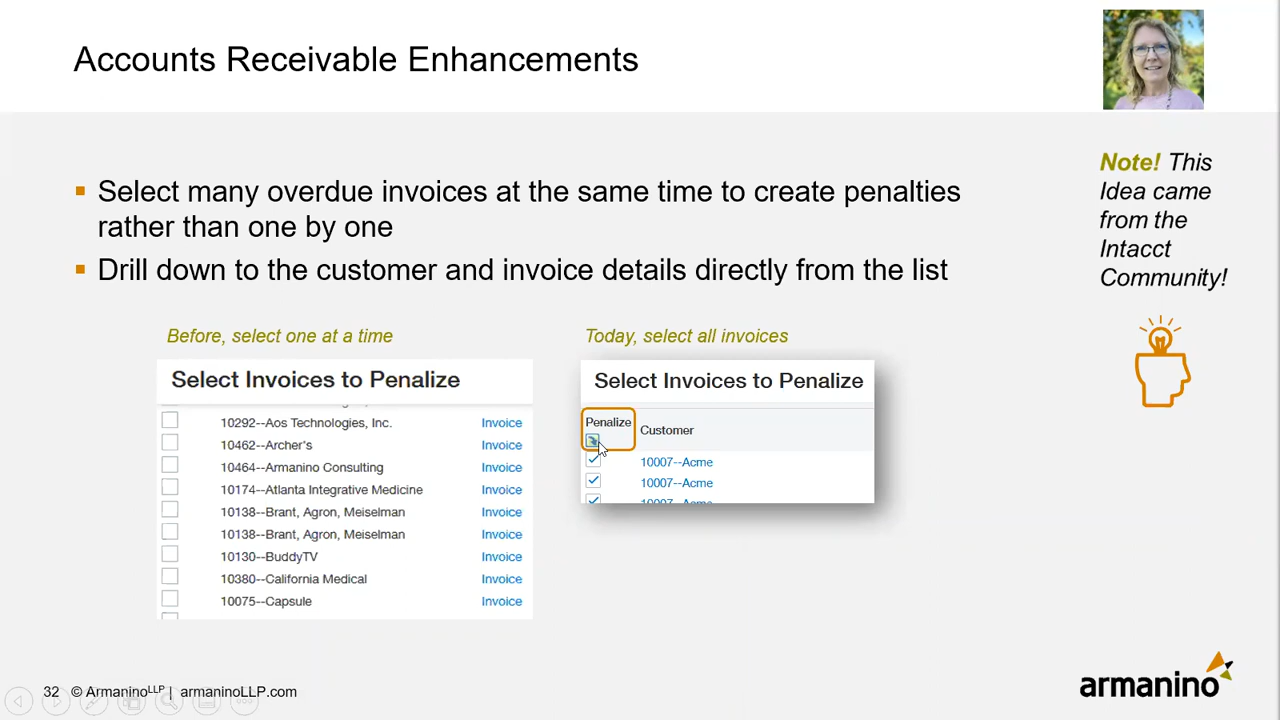 Accounts Receivable Enhancements
Note! This
Idea came
from the
Intacct
Community!
Select many overdue invoices at the same time to create penalties
rather than one by one
Drill down to the customer and invoice details directly from the list
Before, select one at a time
Select Invoices to Penalize
10292--Aos Technologies, Inc. Invoice
10462--Archer's Invoice
10464--Armanino Consulting Invoice
10174--Atlanta Integrative Medicine Invoice
10138--Brant, Agron, Meiselman Invoice
10138--Brant, Agron, Meiselman Invoice
10130--BuddyTV Invoice
10380--California Medical Invoice
10075--Capsule Invoice
Today, select all invoices
Select Invoices to Penalize
Penalize
Customer
10007--Acme
10007--Acme
10007--Acme
32 © ArmaninoLLP | armaninoLLP.com
armanino